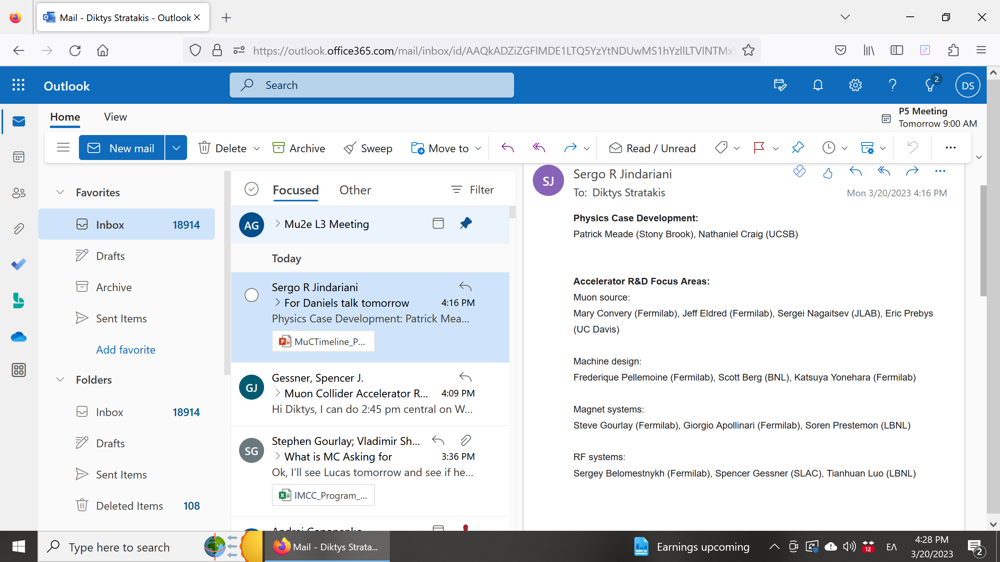 Mail - Diktys Stratakis - Outlook
https://outlook.office365.com/mail/inbox/id/
Outlook
Search
2
DS
Home
View
P5 Meeting
Tomorrow 9:00 AM
New mail
Delete
Archive
Sweep
Move to
Read / Unread
Favorites
Inbox 18914
Drafts
Archive
Sent Items
Add favorite
Folders
Inbox 18914
Drafts
Sent Items
Deleted Items 108
Focused
Other
Filter
AG
Mu2e L3 Meeting
Today
Sergo R Jindariani
For Daniels talk tomorrow 4:16 PM
Physics Case Development: Patrick Mea...
MuCTimeline_P...
GJ
Gessner, Spencer J.
Muon Collider Accelerator R... 4:09 PM
Hi Diktys, I can do 2:45 pm central on W...
SG
Stephen Gourlay; Vladimir Sh...
What is MC Asking for 3:36 PM
Ok, I'll see Lucas tomorrow and see if he...
IMCC_Program_...
SJ
Sergo R Jindariani
To: Diktys Stratakis
Mon 3/20/2023 4:16 PM
Physics Case Development:
Patrick Meade (Stony Brook), Nathaniel Craig (UCSB)
Accelerator R&D Focus Areas:
Muon source:
Mary Convery (Fermilab), Jeff Eldred (Fermilab), Sergei Nagaitsev (JLAB), Eric Prebys
(UC Davis)
Machine design:
Frederique Pellemoine (Fermilab), Scott Berg (BNL), Katsuya Yonehara (Fermilab)
Magnet systems:
Steve Gourlay (Fermilab), Giorgio Apollinari (Fermilab), Soren Prestemon (LBNL)
RF systems:
Sergey Belomestnykh (Fermilab), Spencer Gessner (SLAC), Tianhuan Luo (LBNL)
Type here to search
Mail - Diktys Strata...
Earnings upcoming
12
ΕΛ
4:28 PM
3/20/2023
2